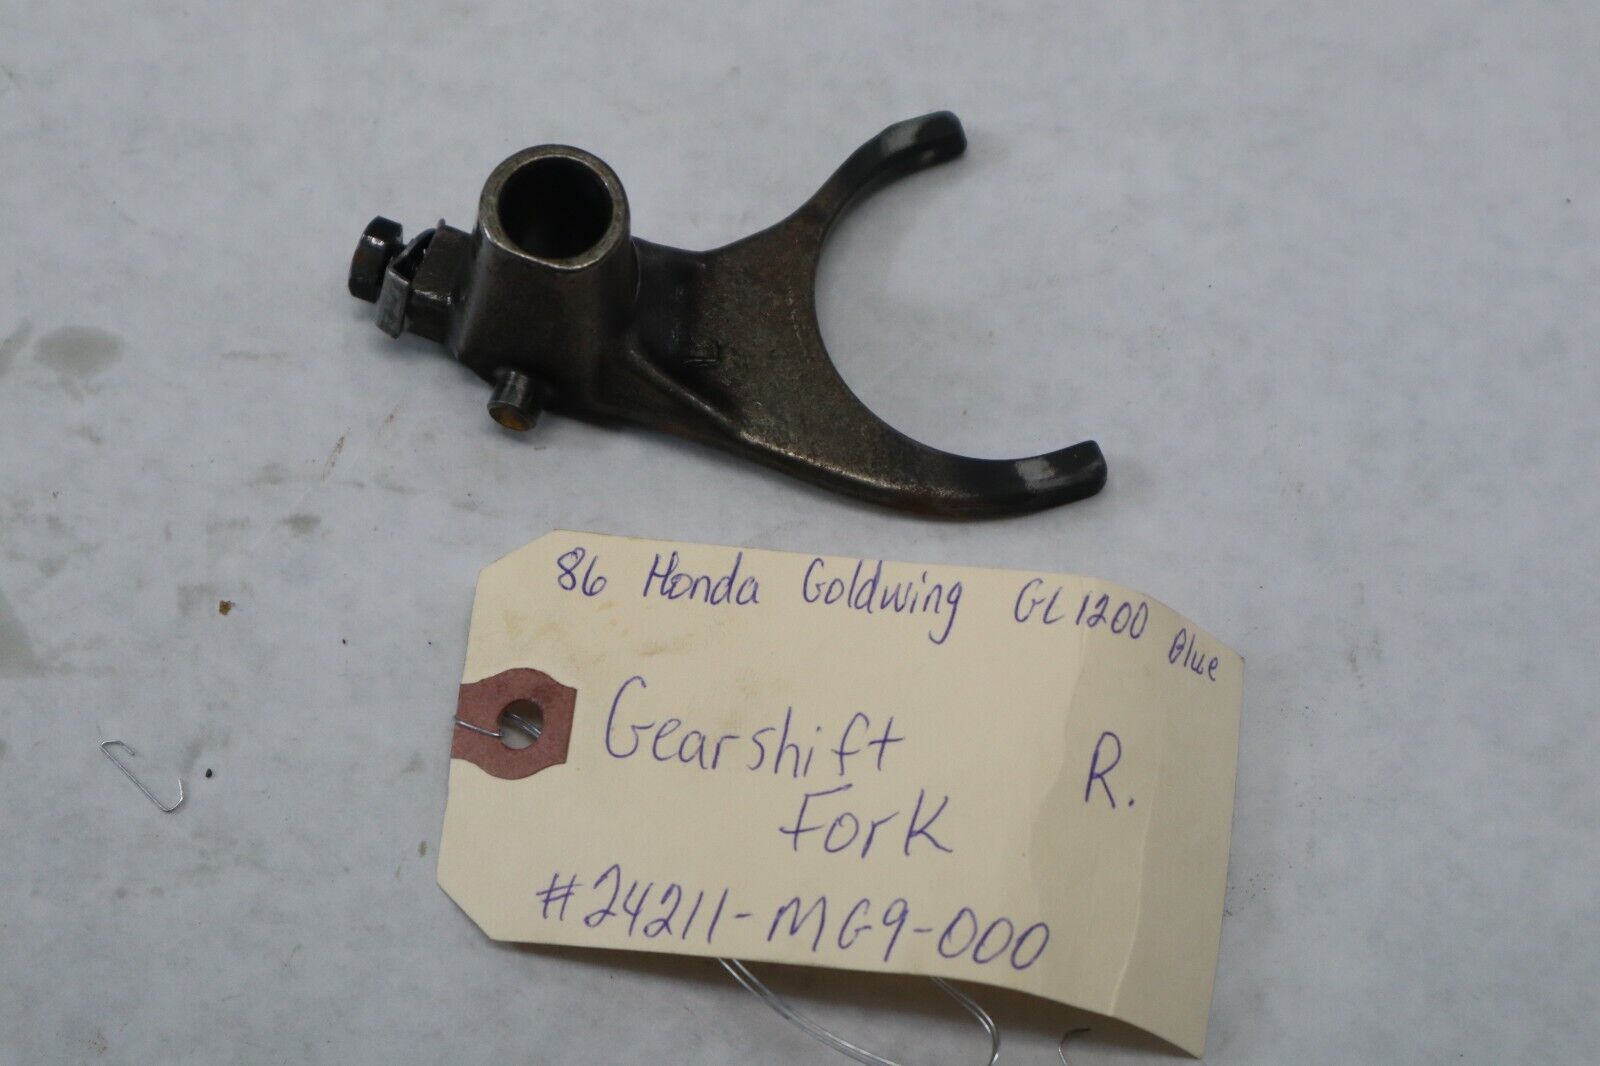 86 Honda Goldwing GL1200 Blue
Gearshift R.
Fork
#24211-MG9-000